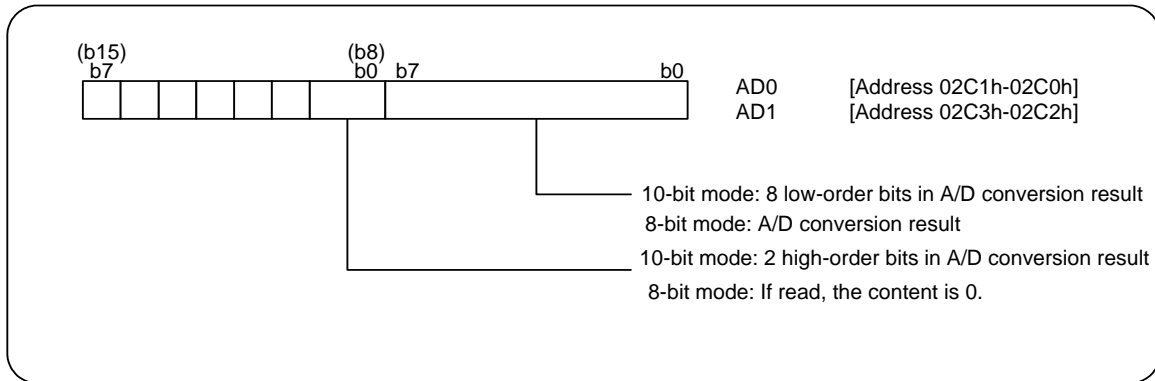 (b15) (b8)
b7 b0 b7 b0
AD0 [Address 02C1h-02C0h]
AD1 [Address 02C3h-02C2h]
10-bit mode: 8 low-order bits in A/D conversion result
8-bit mode: A/D conversion result
10-bit mode: 2 high-order bits in A/D conversion result
8-bit mode: If read, the content is 0.